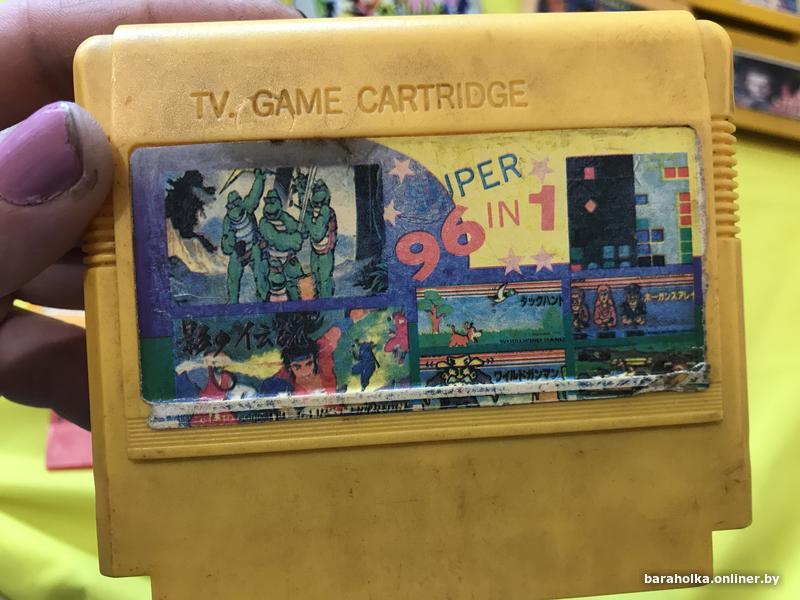 TV. GAME CARTRIDGE
SUPER
96 IN 1
ダックハント
ホーガンズアレイ
影の伝説
ワイルドガンマン
baraholka.onliner.by